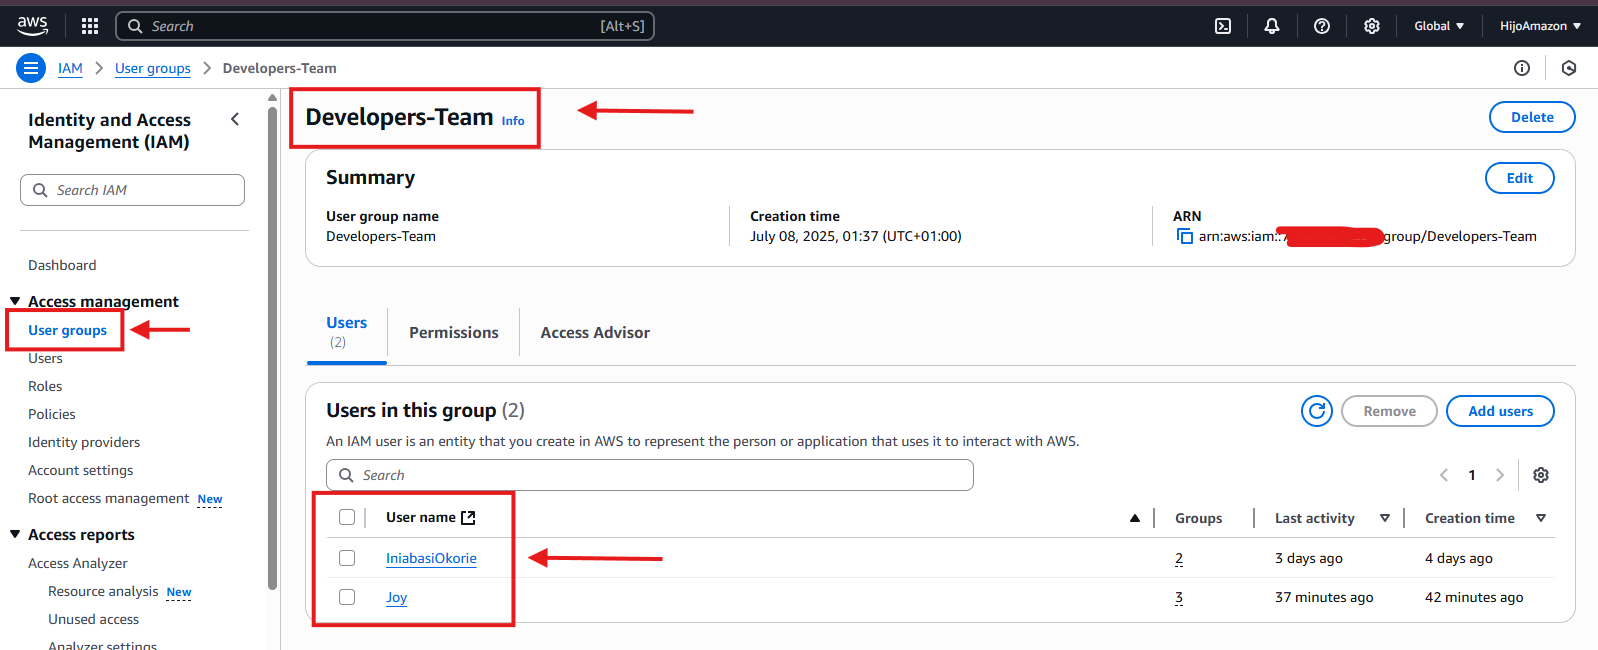 aws
Search [Alt+S]
Global
HijoAmazon
IAM > User groups > Developers-Team
Identity and Access
Management (IAM)
Search IAM
Dashboard
Access management
User groups
Users
Roles
Policies
Identity providers
Account settings
Root access management New
Access reports
Access Analyzer
Resource analysis New
Unused access
Analyzer settings
Developers-Team Info
Delete
Summary
Edit
User group name
Developers-Team
Creation time
July 08, 2025, 01:37 (UTC+01:00)
ARN
arn:aws:iam:: group/Developers-Team
Users
(2)
Permissions
Access Advisor
Users in this group (2)
Remove
Add users
An IAM user is an entity that you create in AWS to represent the person or application that uses it to interact with AWS.
Search
1
User name Groups Last activity Creation time
IniabasiOkorie 2 3 days ago 4 days ago
Joy 3 37 minutes ago 42 minutes ago